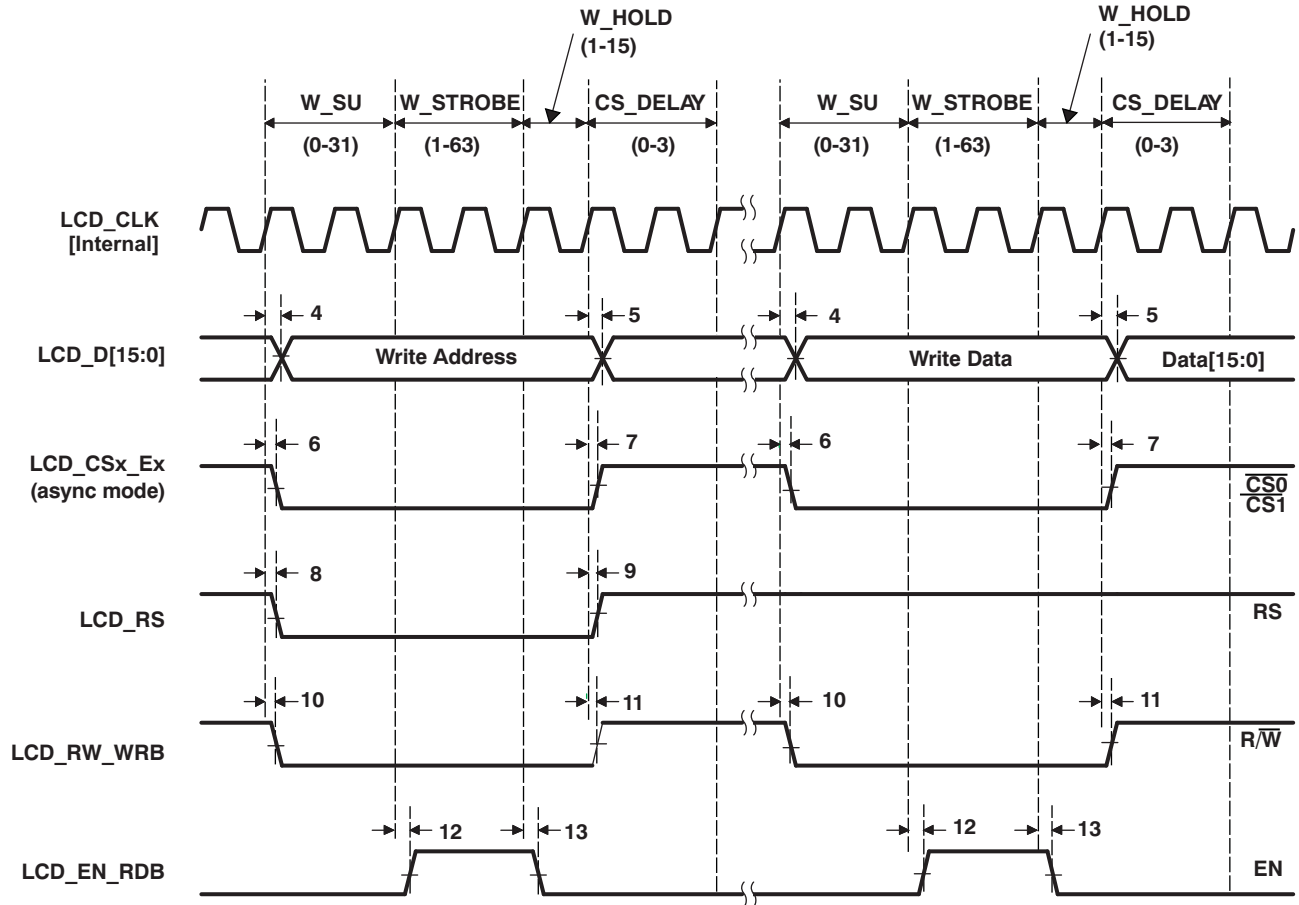 W_HOLD
(1-15)
W_HOLD
(1-15)
W_SU W_STROBE CS_DELAY W_SU W_STROBE CS_DELAY
(0-31) (1-63) (0-3) (0-31) (1-63) (0-3)
LCD_CLK
[Internal]
4 5 4 5
LCD_D[15:0] Write Address Write Data Data[15:0]
6 7 6 7
LCD_CSx_Ex
(async mode)
CS0
CS1
8 9
LCD_RS RS
10 11 10 11
LCD_RW_WRB R/W
12 13 12 13
LCD_EN_RDB EN